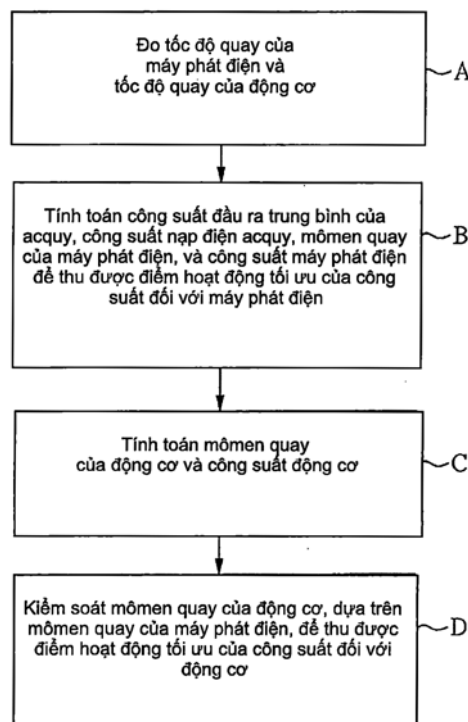 Đo tốc độ quay của
máy phát điện và
tốc độ quay của động cơ
A
Tính toán công suất đầu ra trung bình của
acquy, công suất nạp điện acquy, mômen quay
của máy phát điện, và công suất máy phát điện
để thu được điểm hoạt động tối ưu của công
suất đối với máy phát điện
B
Tính toán mômen quay
của động cơ và công suất động cơ
C
Kiểm soát mômen quay của động cơ, dựa trên
mômen quay của máy phát điện, để thu được
điểm hoạt động tối ưu của công suất đối với
động cơ
D